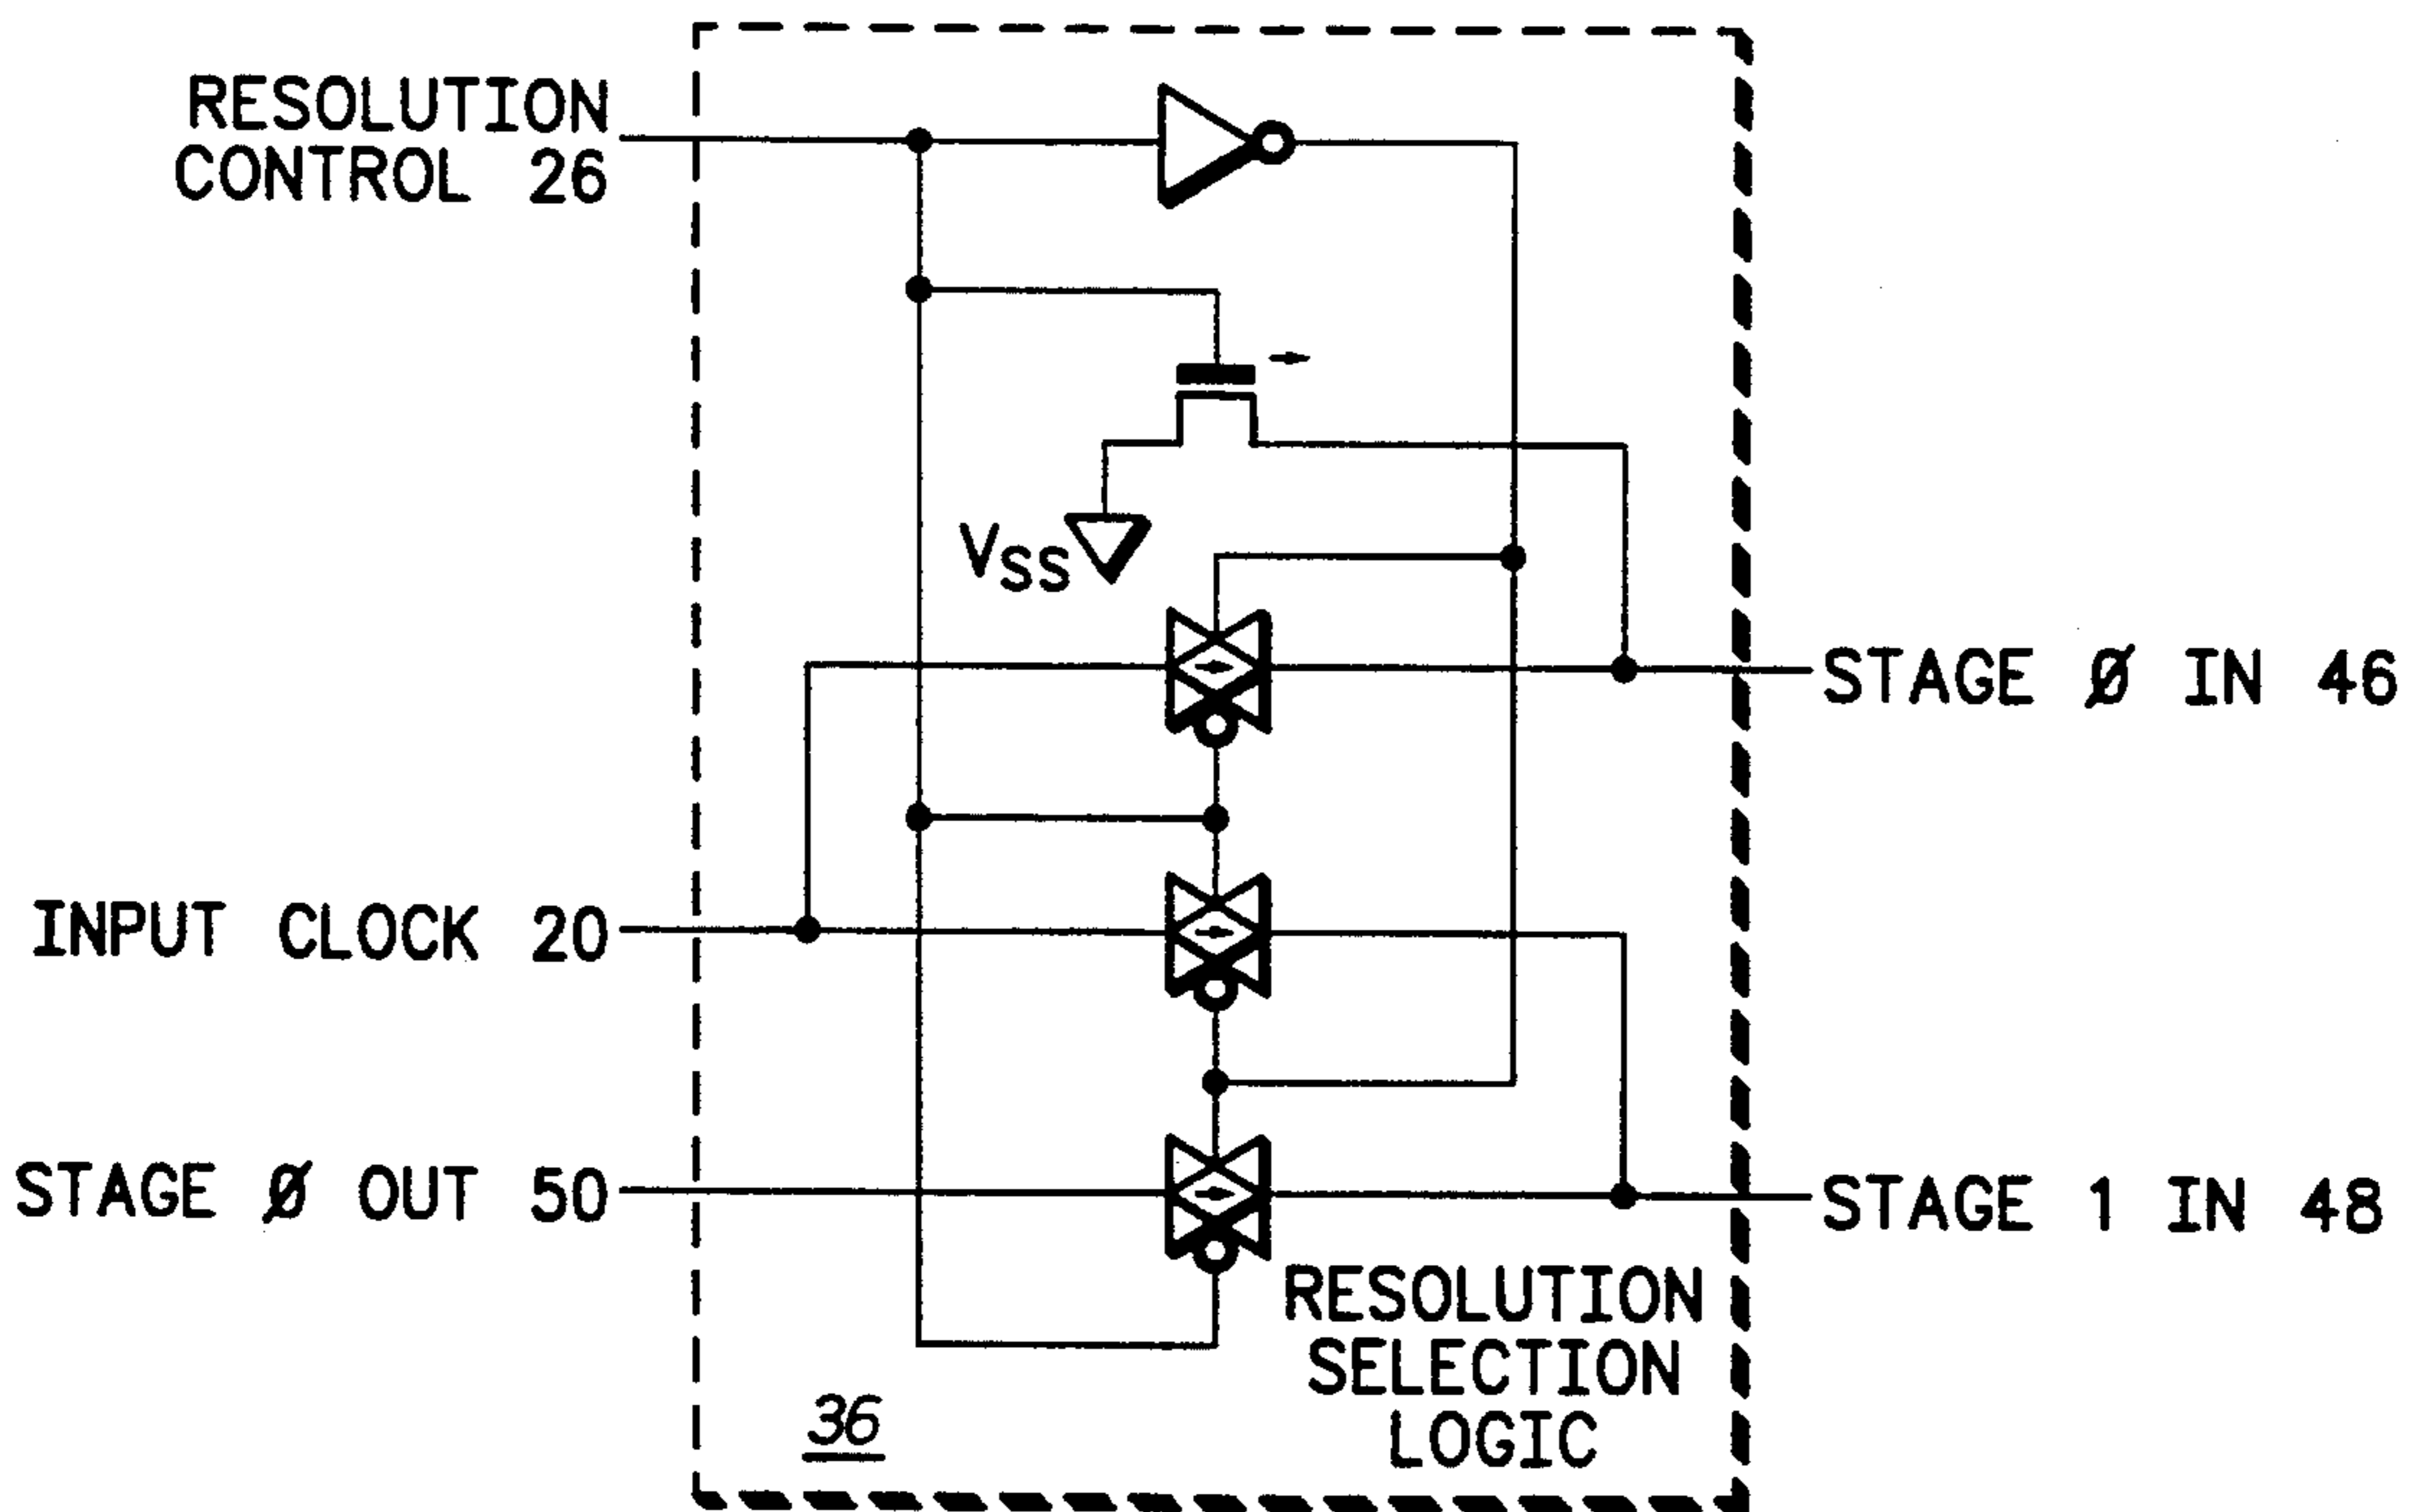 RESOLUTION
CONTROL 26
VSS
STAGE Ø IN 46
INPUT CLOCK 20
STAGE Ø OUT 50
STAGE 1 IN 48
RESOLUTION
SELECTION
LOGIC
36